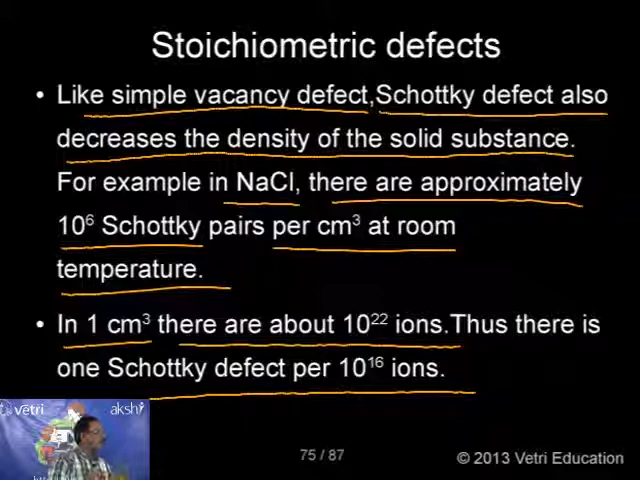 Stoichiometric defects
• Like simple vacancy defect,Schottky defect also
decreases the density of the solid substance.
For example in NaCl, there are approximately
10⁶ Schottky pairs per cm³ at room
temperature.
• In 1 cm³ there are about 10²² ions.Thus there is
one Schottky defect per 10¹⁶ ions.
vetri akshi
75 / 87
© 2013 Vetri Education